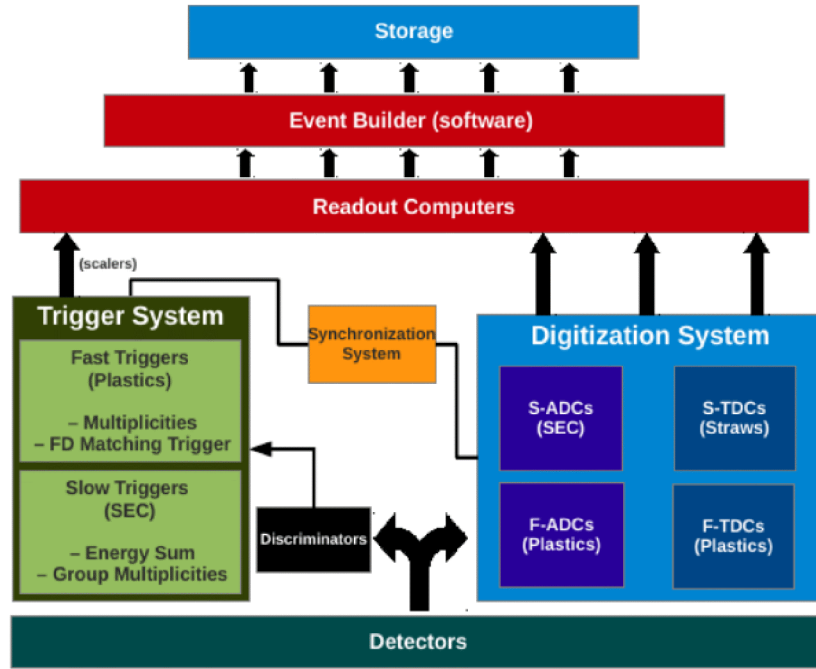 Storage
Event Builder (software)
Readout Computers
(scalers)
Trigger System
Fast Triggers
(Plastics)
– Multiplicities
– FD Matching Trigger
Slow Triggers
(SEC)
– Energy Sum
– Group Multiplicities
Synchronization
System
Discriminators
Digitization System
S-ADCs
(SEC)
S-TDCs
(Straws)
F-ADCs
(Plastics)
F-TDCs
(Plastics)
Detectors